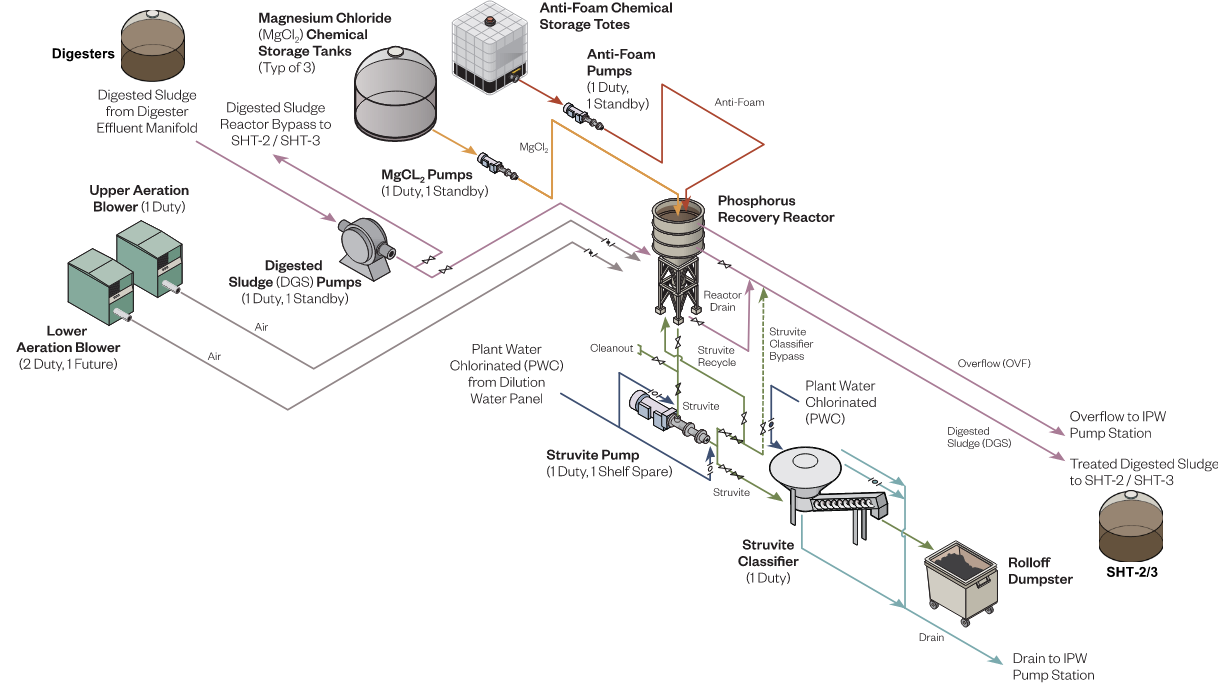 Digesters
Digested Sludge
from Digester
Effluent Manifold
Magnesium Chloride
(MgCl₂) Chemical
Storage Tanks
(Typ of 3)
Anti-Foam Chemical
Storage Totes
Anti-Foam
Pumps
(1 Duty,
1 Standby)
Anti-Foam
Digested Sludge
Reactor Bypass to
SHT-2 / SHT-3
MgCl₂
MgCL₂ Pumps
(1 Duty, 1 Standby)
Upper Aeration
Blower (1 Duty)
Phosphorus
Recovery Reactor
Digested
Sludge (DGS) Pumps
(1 Duty, 1 Standby)
Lower
Aeration Blower
(2 Duty, 1 Future)
Air
Air
Reactor
Drain
Struvite
Classifier
Bypass
Cleanout
Struvite
Recycle
Plant Water
Chlorinated (PWC)
from Dilution
Water Panel
Overflow (OVF)
Plant Water
Chlorinated
(PWC)
Struvite
Overflow to IPW
Pump Station
Digested
Sludge (DGS)
Struvite Pump
(1 Duty, 1 Shelf Spare)
Treated Digested Sludge
to SHT-2 / SHT-3
Struvite
SHT-2/3
Struvite
Classifier
(1 Duty)
Rolloff
Dumpster
Drain
Drain to IPW
Pump Station